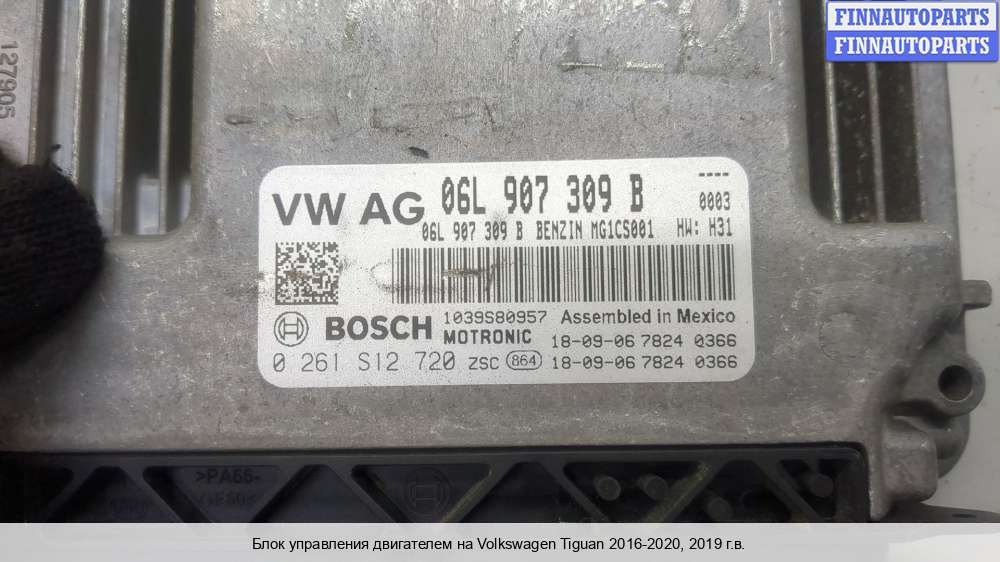 FINNAUTOPARTS
FINNAUTOPARTS
127905
VW AG 06L 907 309 B
----
0003
06L 907 309 B BENZIN MG1CS001 HW: H31
BOSCH 1039S80957 Assembled in Mexico
MOTRONIC 18-09-06 7824 0366
0 261 S12 720 ZSC 864 18-09-06 7824 0366
>PA66-
Блок управления двигателем на Volkswagen Tiguan 2016-2020, 2019 г.в.